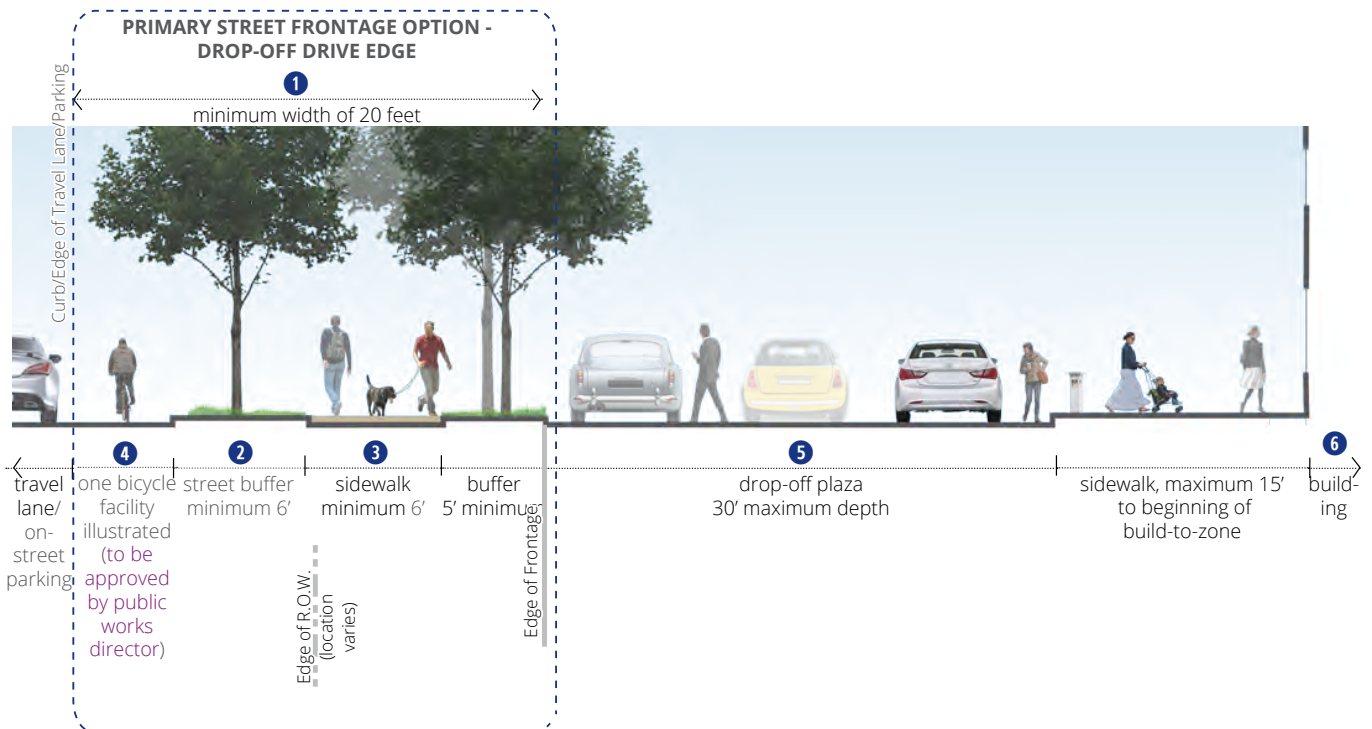 PRIMARY STREET FRONTAGE OPTION -
DROP-OFF DRIVE EDGE
1
minimum width of 20 feet
Curb/Edge of Travel Lane/Parking
travel
lane/
on-
street
parking
4
one bicycle
facility
illustrated
(to be
approved
by public
works
director)
2
street buffer
minimum 6’
3
sidewalk
minimum 6’
buffer
5’ minimum
Edge of R.O.W.
(location
varies)
Edge of Frontage
5
drop-off plaza
30’ maximum depth
sidewalk, maximum 15’
to beginning of
build-to-zone
6
build-
ing